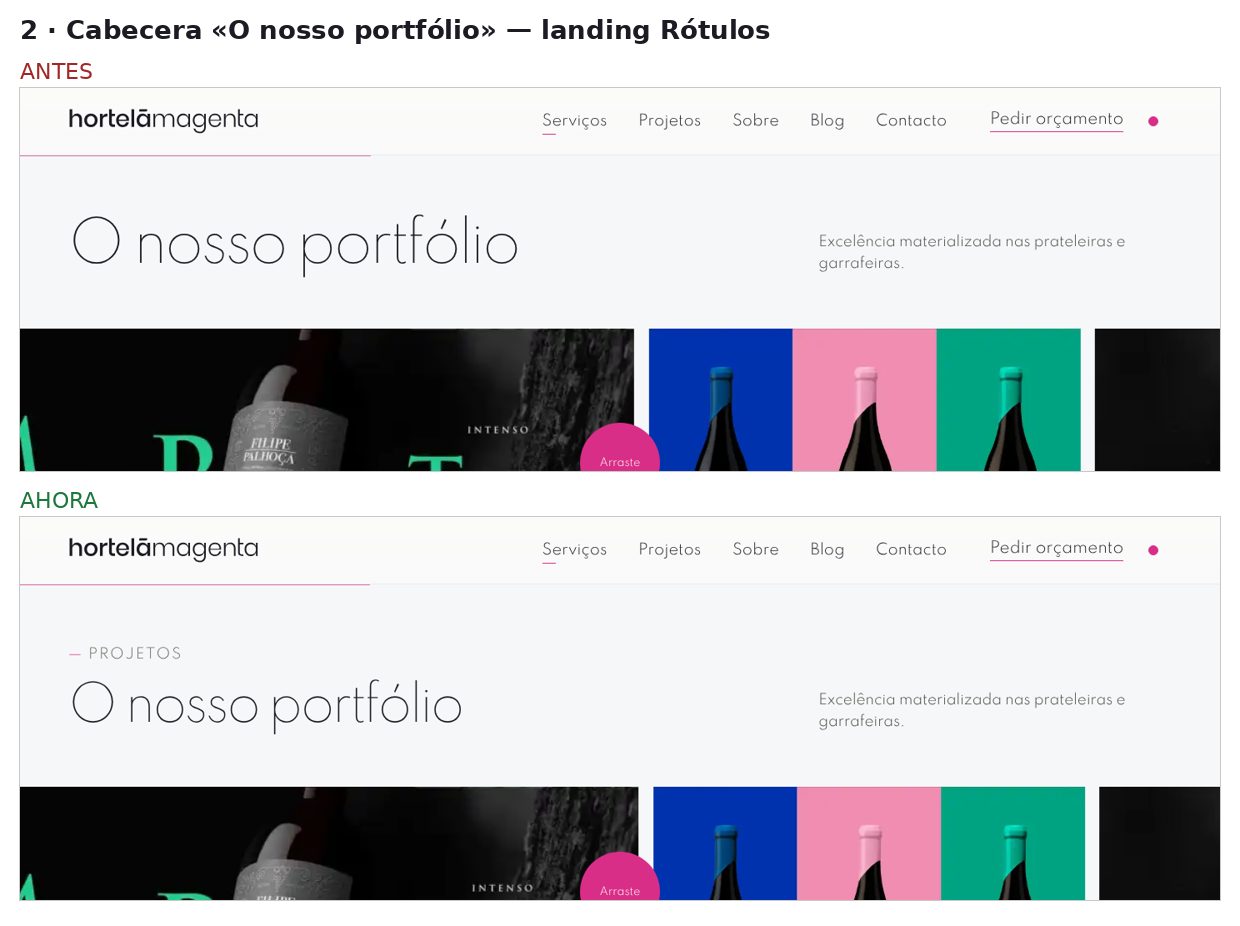 2 · Cabecera «O nosso portfólio» — landing Rótulos
ANTES
hortelãmagenta Serviços Projetos Sobre Blog Contacto Pedir orçamento
O nosso portfólio
Excelência materializada nas prateleiras e
garrafeiras.
INTENSO
FILIPE
PALHOÇA
Arraste
AHORA
hortelãmagenta Serviços Projetos Sobre Blog Contacto Pedir orçamento
— PROJETOS
O nosso portfólio
Excelência materializada nas prateleiras e
garrafeiras.
INTENSO
Arraste
FILIPE